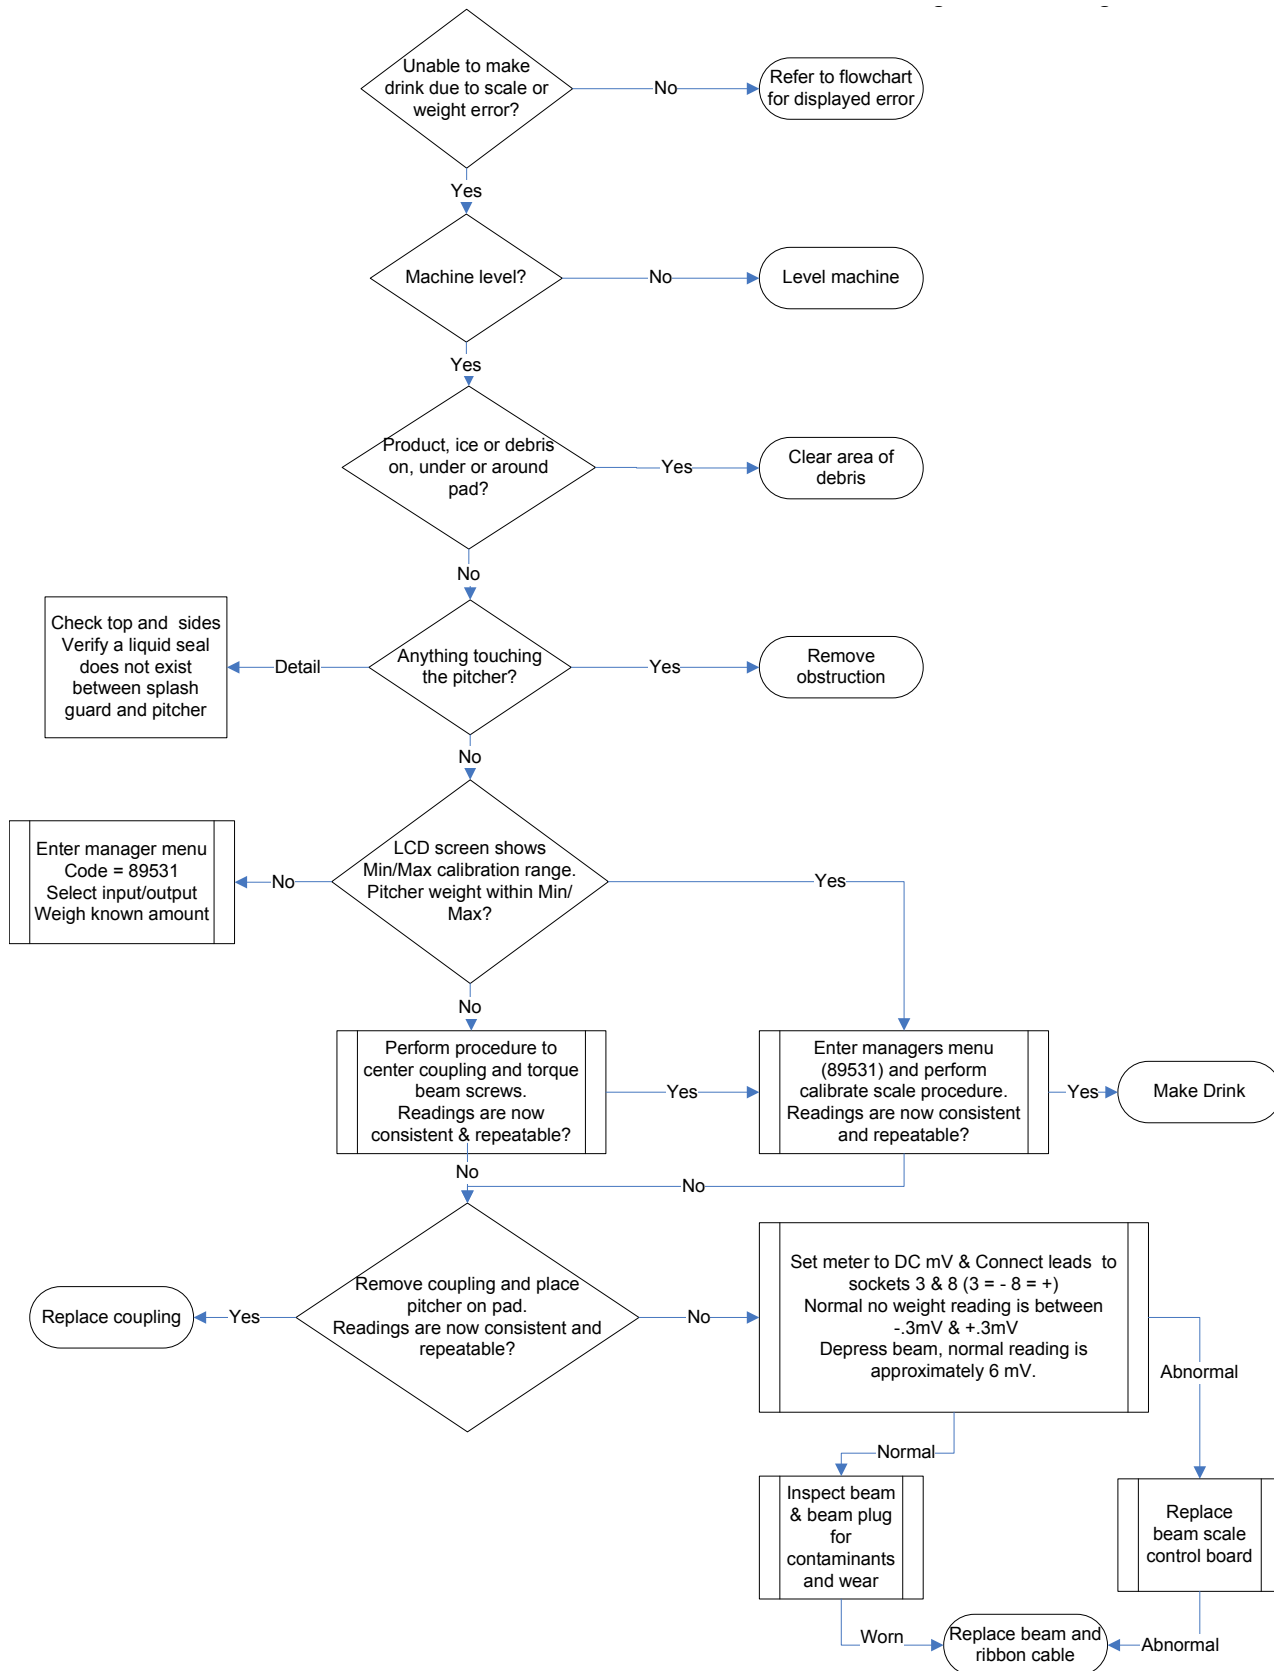 Unable to make
drink due to scale or
weight error?
No
Refer to flowchart
for displayed error
Yes
Machine level?
No
Level machine
Yes
Product, ice or debris
on, under or around
pad?
Yes
Clear area of
debris
No
Check top and sides
Verify a liquid seal
does not exist
between splash
guard and pitcher
Detail
Anything touching
the pitcher?
Yes
Remove
obstruction
No
Enter manager menu
Code = 89531
Select input/output
Weigh known amount
No
LCD screen shows
Min/Max calibration range.
Pitcher weight within Min/
Max?
Yes
No
Perform procedure to
center coupling and torque
beam screws.
Readings are now
consistent & repeatable?
Yes
Enter managers menu
(89531) and perform
calibrate scale procedure.
Readings are now consistent
and repeatable?
Yes
Make Drink
No
No
Replace coupling
Yes
Remove coupling and place
pitcher on pad.
Readings are now consistent and
repeatable?
No
Set meter to DC mV & Connect leads to
sockets 3 & 8 (3 = - 8 = +)
Normal no weight reading is between
-.3mV & +.3mV
Depress beam, normal reading is
approximately 6 mV.
Abnormal
Normal
Inspect beam
& beam plug
for
contaminants
and wear
Replace
beam scale
control board
Worn
Replace beam and
ribbon cable
Abnormal